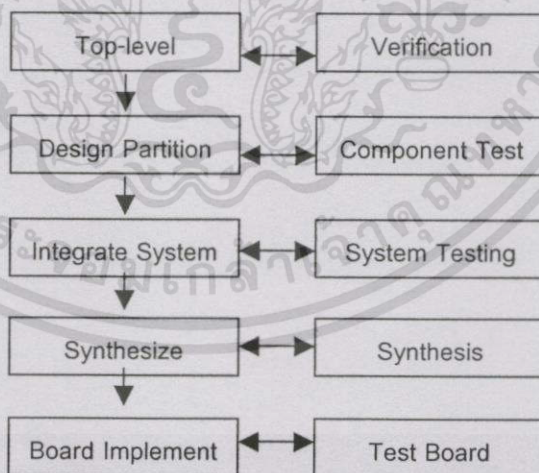 Top-level Verification
Design Partition Component Test
Integrate System System Testing
Synthesize Synthesis
Board Implement Test Board